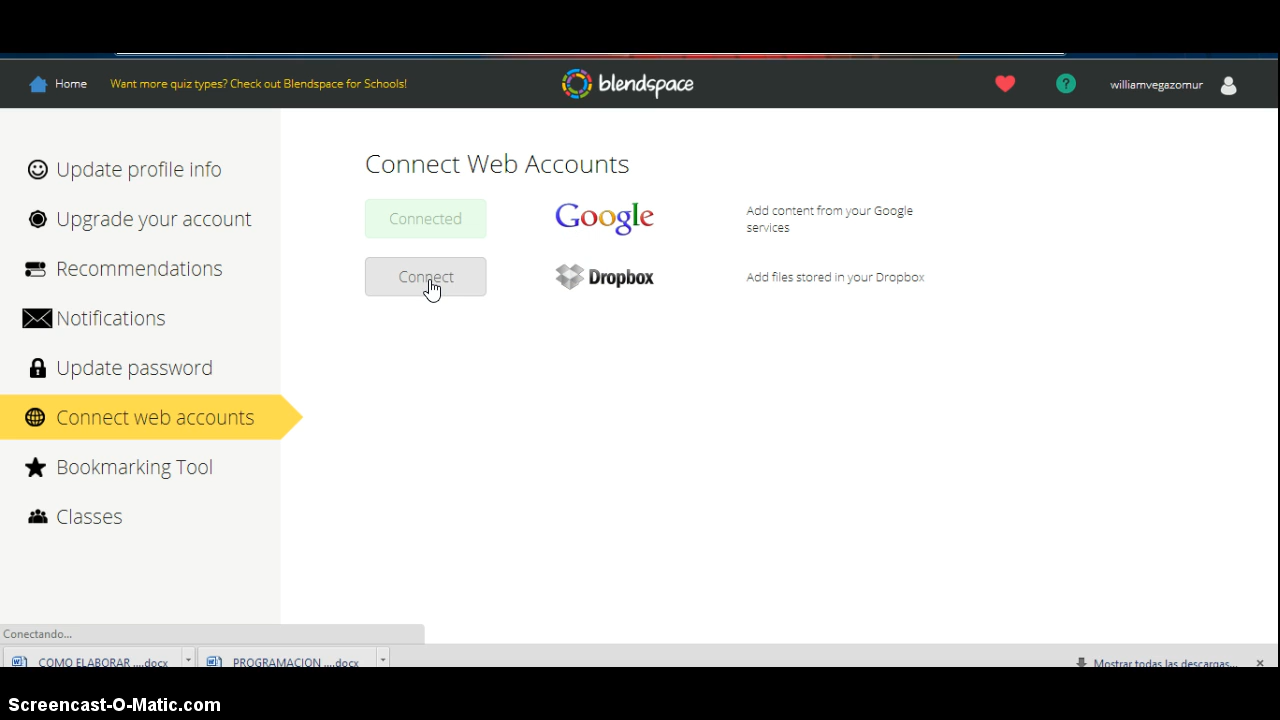 Home
Want more quiz types? Check out Blendspace for Schools!
blendspace
?
williamvegazomur
Update profile info
Upgrade your account
Recommendations
Notifications
Update password
Connect web accounts
Bookmarking Tool
Classes
Connect Web Accounts
Connected
Google
Add content from your Google
services
Connect
Dropbox
Add files stored in your Dropbox
Conectando...
COMO ELABORAR ....docx
PROGRAMACION ....docx
Mostrar todas las descargas...
Screencast-O-Matic.com